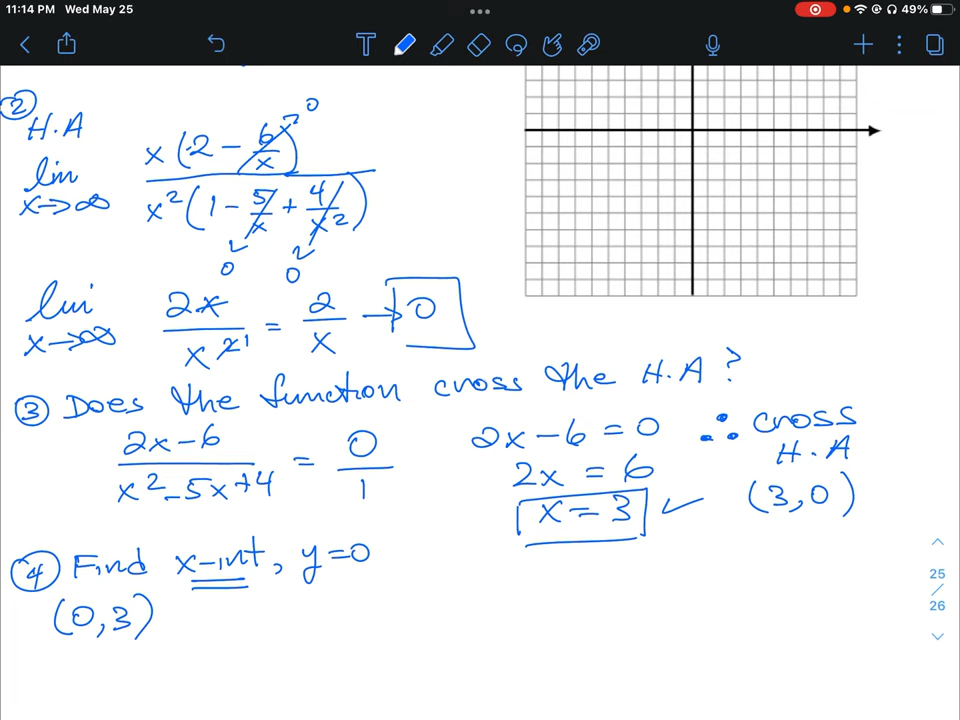 11:14 PM Wed May 25
49%
T
②
H.A
lim x→∞ x(2 - 6/x) 0 / x²(1 - 5/x + 4/x²)
0 0
lim x→∞ 2x / x x² 1 = 2/x → 0
③ Does the function cross the H.A?
2x-6 / x²-5x+4 = 0/1
2x-6=0 ∴ cross
H.A
2x = 6
x=3 ✓ (3,0)
④ Find x-int, y=0
(0,3)
25
/
26